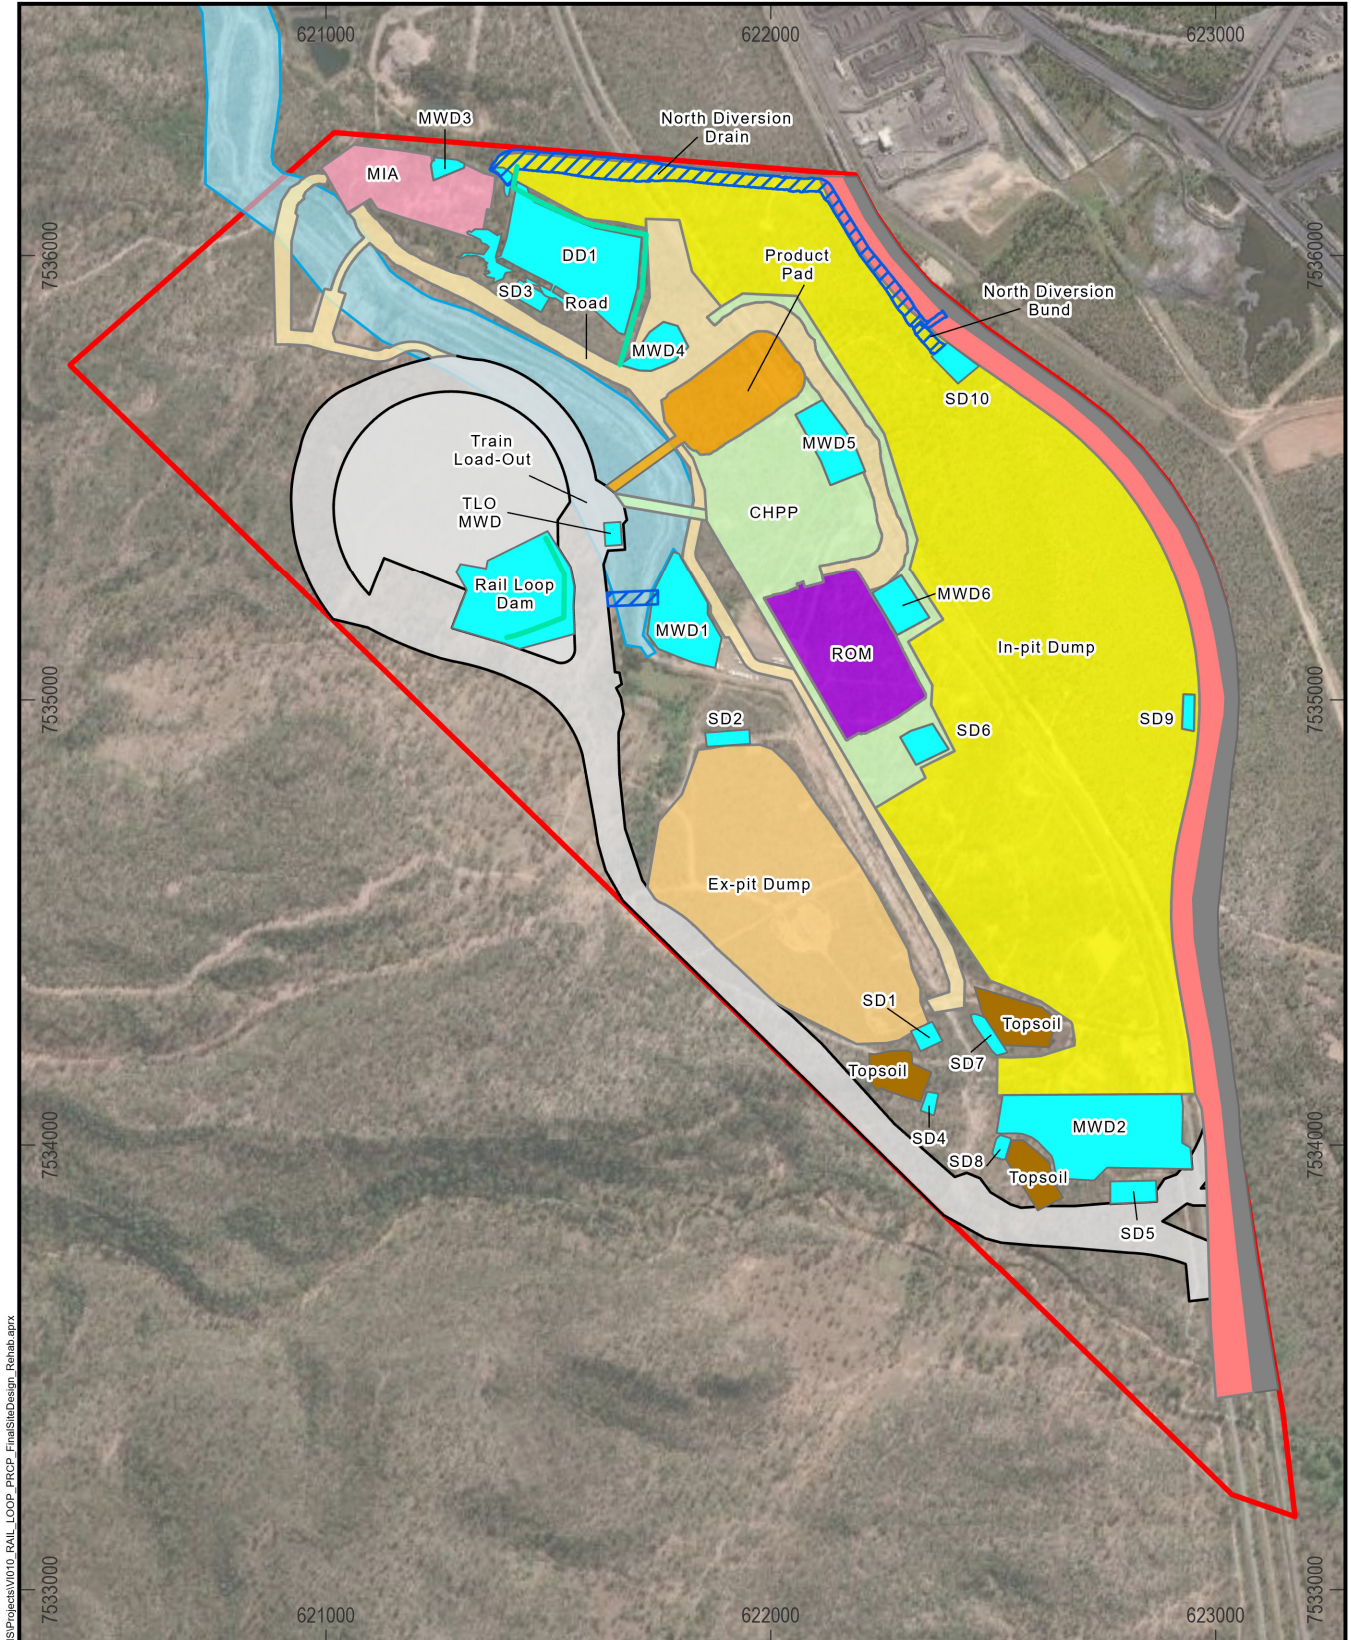 621000
622000
623000
MWD3
North Diversion
Drain
MIA
7536000
7536000
DD1
Product
Pad
SD3
Road
North Diversion
Bund
MWD4
SD10
MWD5
Train
Load-Out
TLO
MWD
CHPP
Rail Loop
Dam
MWD1
MWD6
ROM
In-pit Dump
7535000
7535000
SD2
SD9
SD6
Ex-pit Dump
SD1
Topsoil
SD7
Topsoil
SD4
MWD2
7534000
7534000
SD8
Topsoil
SD5
7533000
7533000
621000
622000
623000
IS\Projects\VI010_RAIL_LOOP_PRCP_FinalSiteDesign_Rehab.aprx